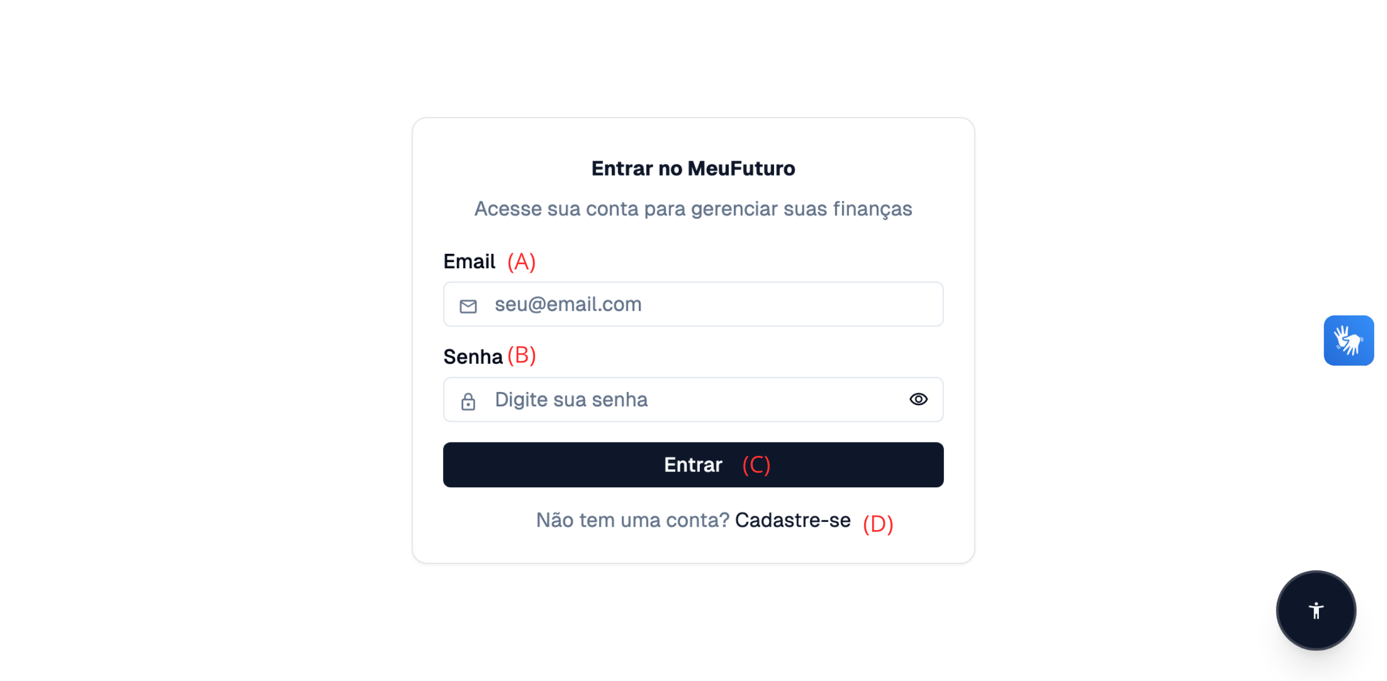 Entrar no MeuFuturo
Acesse sua conta para gerenciar suas finanças
Email (A)
seu@email.com
Senha (B)
Digite sua senha
Entrar (C)
Não tem uma conta? Cadastre-se (D)